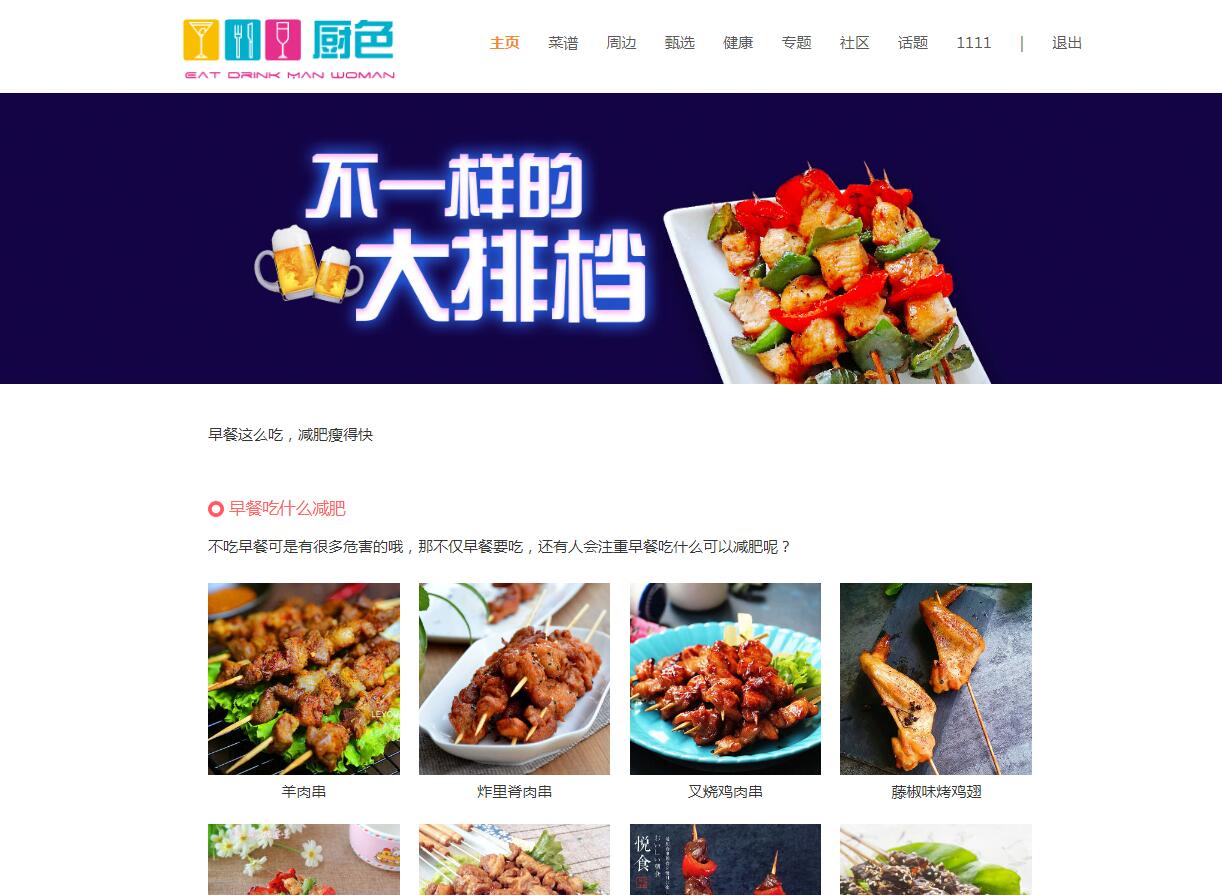 厨色
EAT DRINK MAN WOMAN
主页 菜谱 周边 甄选 健康 专题 社区 话题 1111 | 退出
不一样的
大排档
早餐这么吃，减肥瘦得快
早餐吃什么减肥
不吃早餐可是有很多危害的哦，那不仅早餐要吃，还有人会注重早餐吃什么可以减肥呢？
羊肉串 炸里脊肉串 叉烧鸡肉串 藤椒味烤鸡翅
悦食